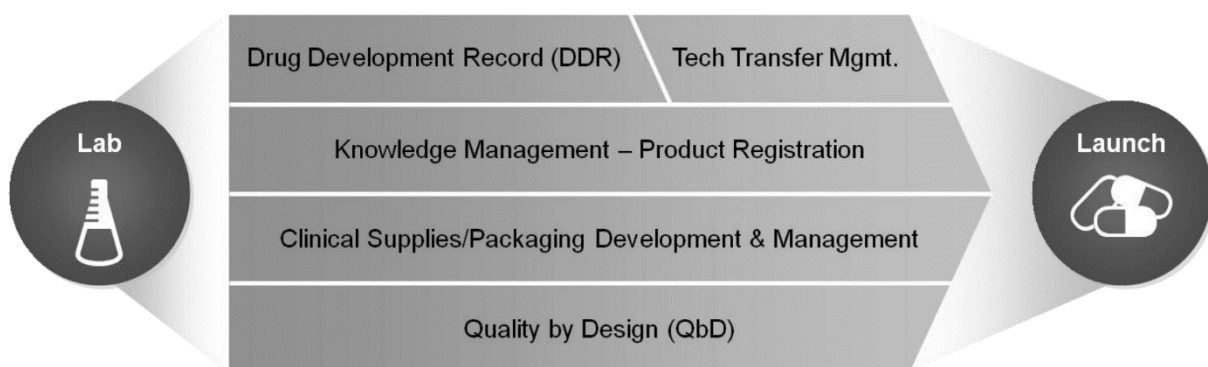 Lab
Drug Development Record (DDR)
Tech Transfer Mgmt.
Knowledge Management – Product Registration
Clinical Supplies/Packaging Development & Management
Quality by Design (QbD)
Launch